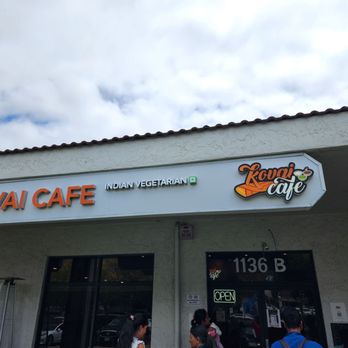 VAI CAFE
INDIAN VEGETARIAN
Kovai
cafe
1136 B
OPEN